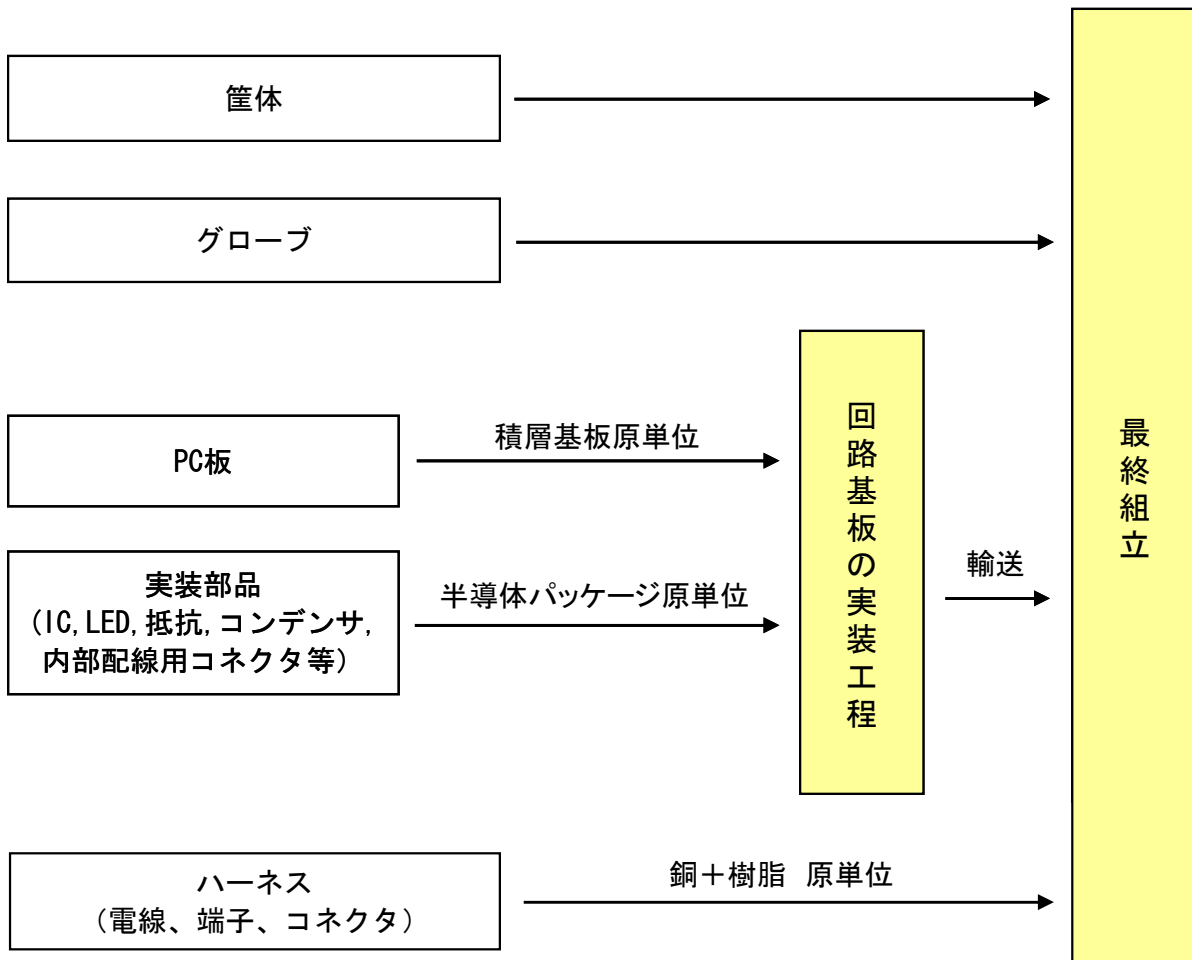 筐体
グローブ
PC板
積層基板原単位
実装部品
（IC,LED,抵抗,コンデンサ,
内部配線用コネクタ等）
半導体パッケージ原単位
回路基板の実装工程
輸送
ハーネス
（電線、端子、コネクタ）
銅＋樹脂 原単位
最終組立